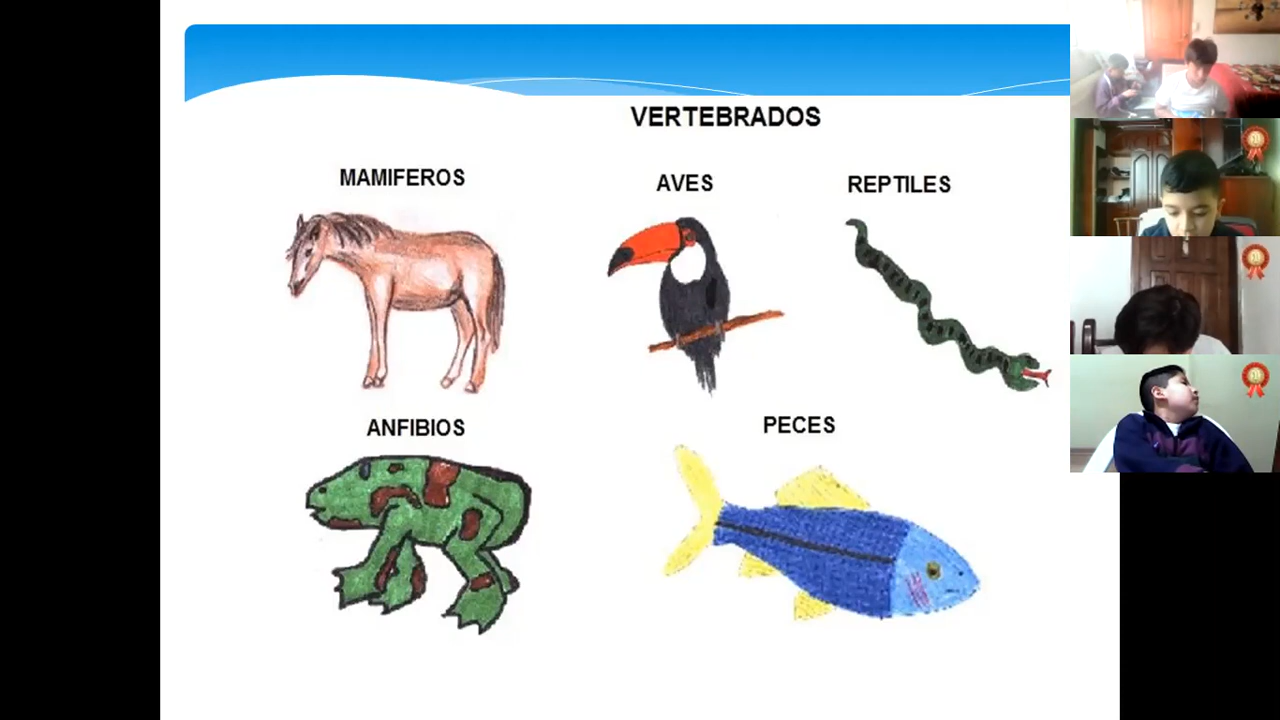 VERTEBRADOS
MAMIFEROS
AVES
REPTILES
ANFIBIOS
PECES